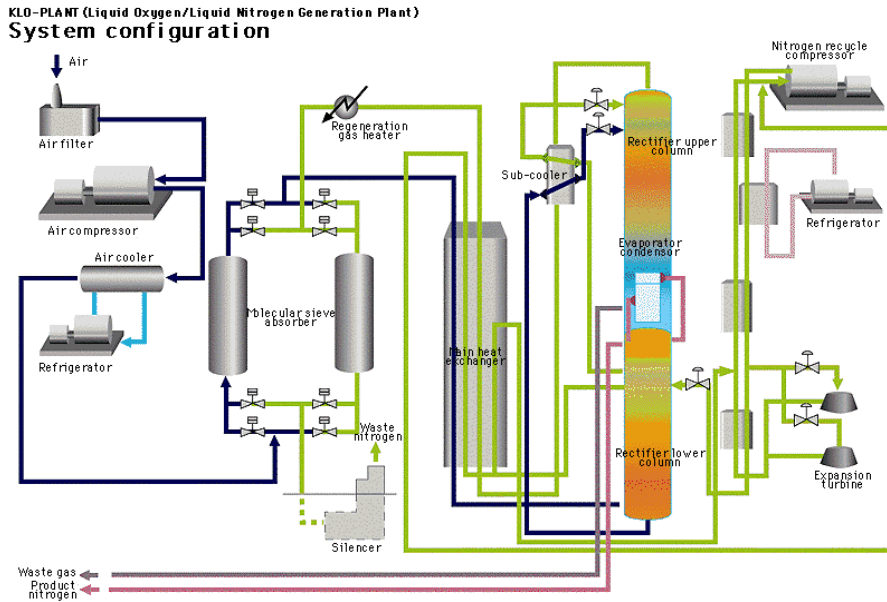 KLO-PLANT (Liquid Oxygen/Liquid Nitrogen Generation Plant)
System configuration
Air
Air filter
Air compressor
Air cooler
Refrigerator
Regeneration
gas heater
Molecular sieve
absorber
Waste
nitrogen
Silencer
Main heat
exchanger
Sub-cooler
Rectifier upper
column
Evaporator
condensor
Rectifier lower
column
Nitrogen recycle
compressor
Refrigerator
Expansion
turbine
Waste gas
Product
nitrogen